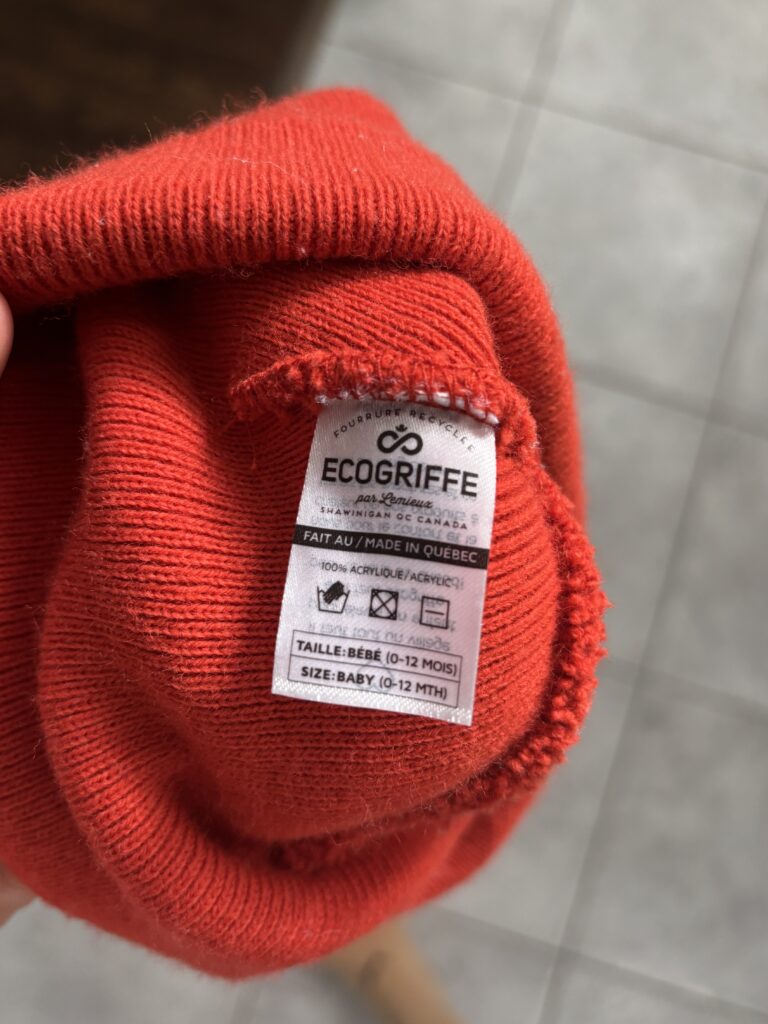 FOURRURE RECYCLÉE
ECOGRIFFE
par Lemieux
SHAWINIGAN QC CANADA
FAIT AU / MADE IN QUÉBEC
100% ACRYLIQUE/ACRYLIC
TAILLE: BÉBÉ (0-12 MOIS)
SIZE: BABY (0-12 MTH)